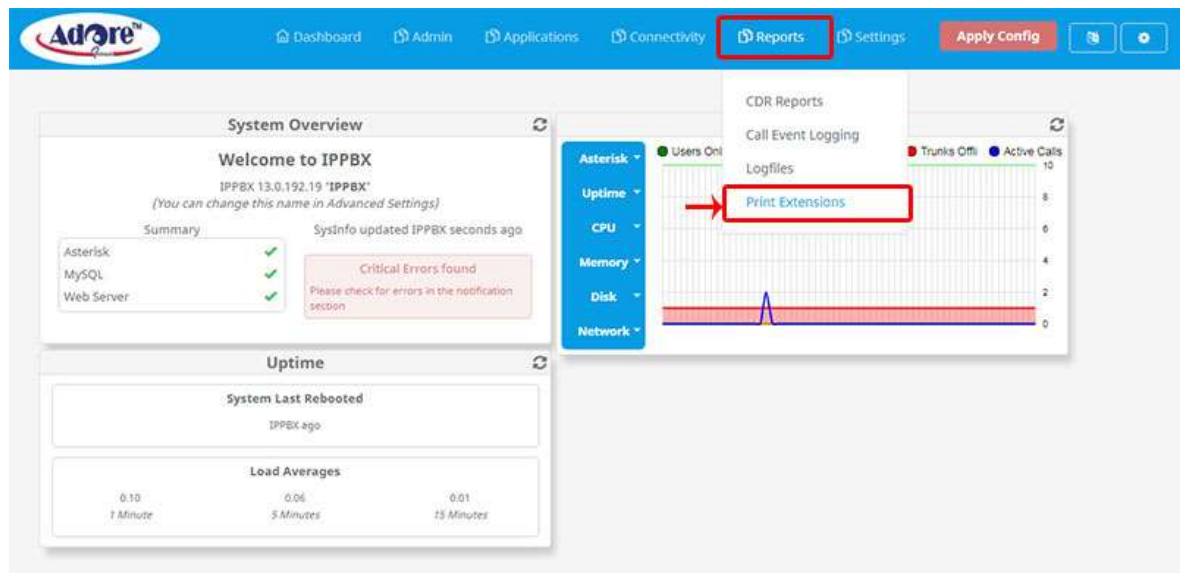 Adore™
Dashboard
Admin
Applications
Connectivity
Reports
Settings
Apply Config
CDR Reports
Call Event Logging
Logfiles
Print Extensions
System Overview
Welcome to IPPBX
IPPBX 13.0.192.19 "IPPBX"
(You can change this name in Advanced Settings)
Summary
Asterisk
MySQL
Web Server
SysInfo updated IPPBX seconds ago
Critical Errors found
Please check for errors in the notification
section
Asterisk
Uptime
CPU
Memory
Disk
Network
Users Onl
Trunks Offli
Active Calls
10
8
6
4
2
0
Uptime
System Last Rebooted
IPPBX ago
Load Averages
0.10
1 Minute
0.06
5 Minutes
0.01
15 Minutes